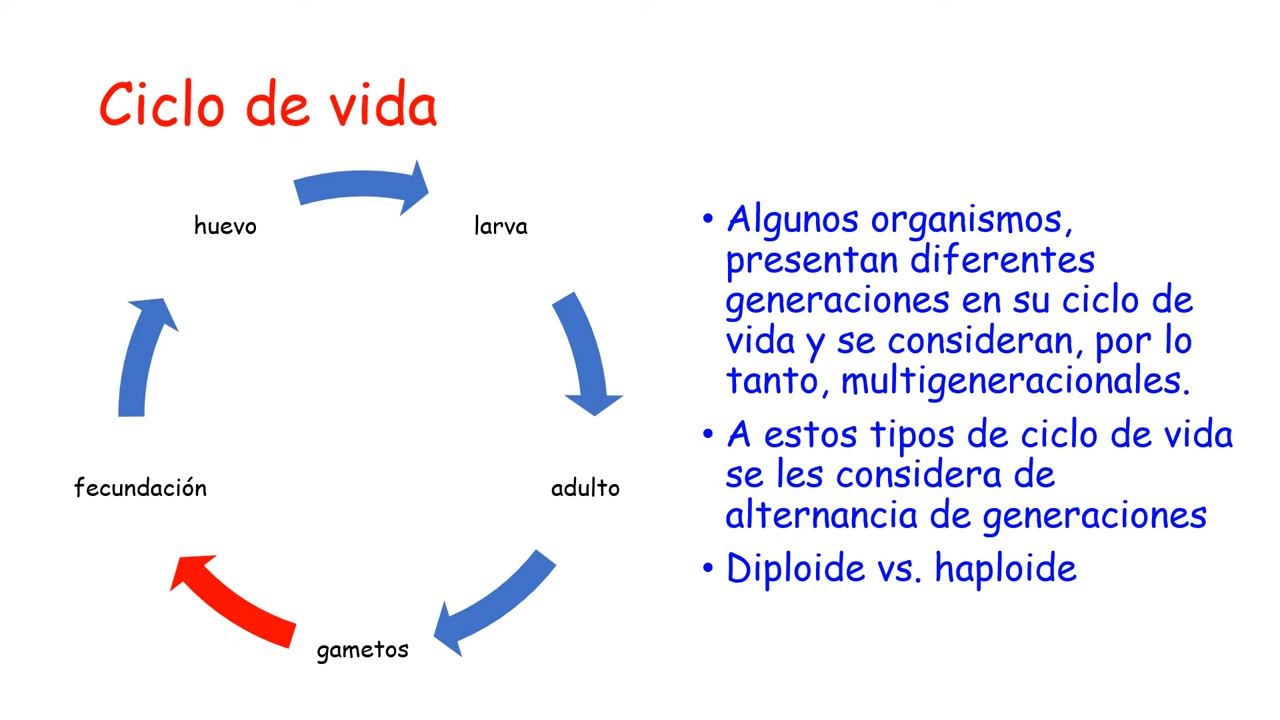 Ciclo de vida
huevo
larva
adulto
gametos
fecundación
• Algunos organismos,
presentan diferentes
generaciones en su ciclo de
vida y se consideran, por lo
tanto, multigeneracionales.
• A estos tipos de ciclo de vida
se les considera de
alternancia de generaciones
• Diploide vs. haploide